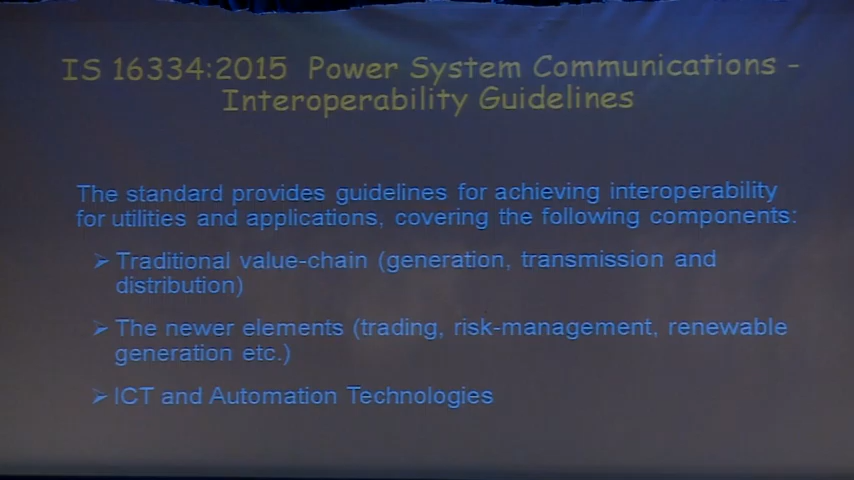 IS 16334:2015 Power System Communications -
Interoperability Guidelines
The standard provides guidelines for achieving interoperability
for utilities and applications, covering the following components:
➢ Traditional value-chain (generation, transmission and
distribution)
➢ The newer elements (trading, risk-management, renewable
generation etc.)
➢ ICT and Automation Technologies